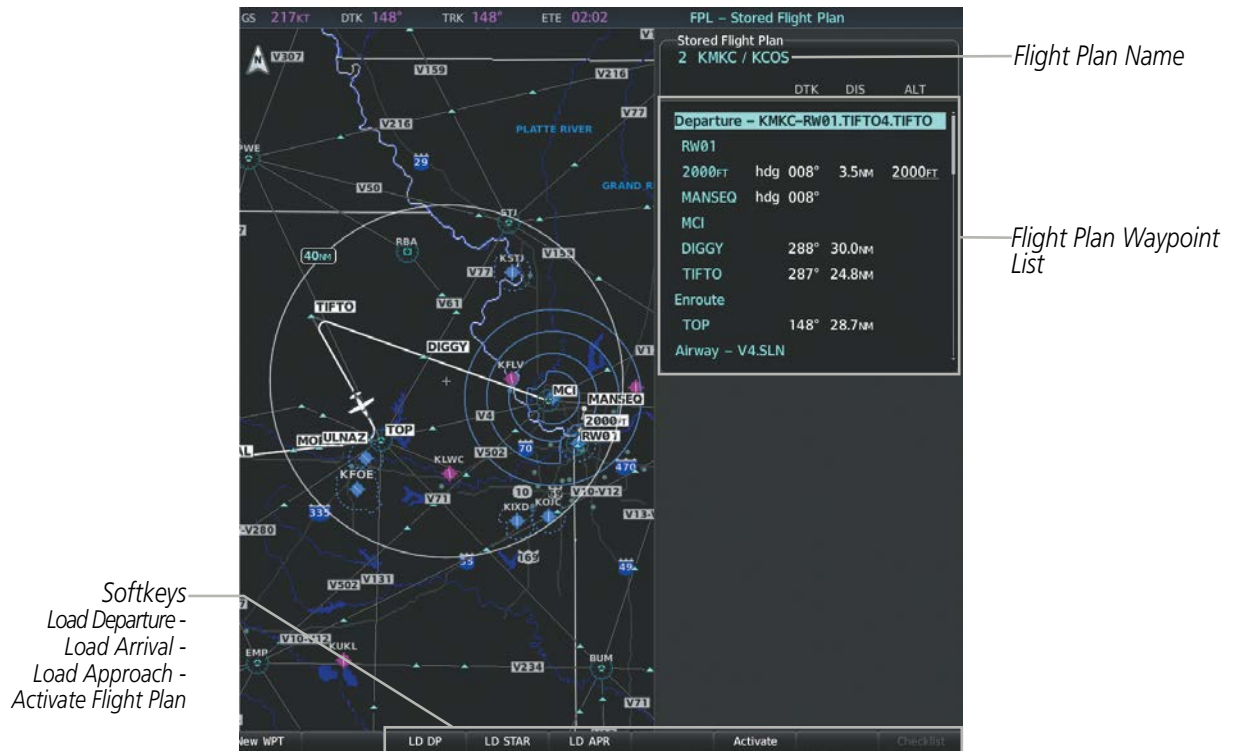 GS 217KT DTK 148° TRK 148° ETE 02:02 FPL – Stored Flight Plan
Stored Flight Plan
2 KMKC / KCOS
Flight Plan Name
DTK DIS ALT
Departure – KMKC–RW01.TIFTO4.TIFTO
RW01
2000FT hdg 008° 3.5NM 2000FT
MANSEQ hdg 008°
MCI
DIGGY 288° 30.0NM
TIFTO 287° 24.8NM
Enroute
TOP 148° 28.7NM
Airway – V4.SLN
Flight Plan Waypoint
List
N
V307
V159
V216
V77
V216
PLATTE RIVER
PWE
29
V50
GRAND R
STJ
RBA
40NM
KSTJ
V159
V77
V61
TIFTO
DIGGY
V1
KFLV
MCI
MANSEQ
V4
2000FT
RW01
TOP
ULNAZ
V502
70
KLWC
470
KFOE
V71
10
V10-V12
KIXD
KOJC
335
V13-V
-V280
35
169
49
V502
V131
V10-V12
KUKL
EMP
V234
BUM
V71
Softkeys
Load Departure -
Load Arrival -
Load Approach -
Activate Flight Plan
New WPT LD DP LD STAR LD APR Activate Checklist